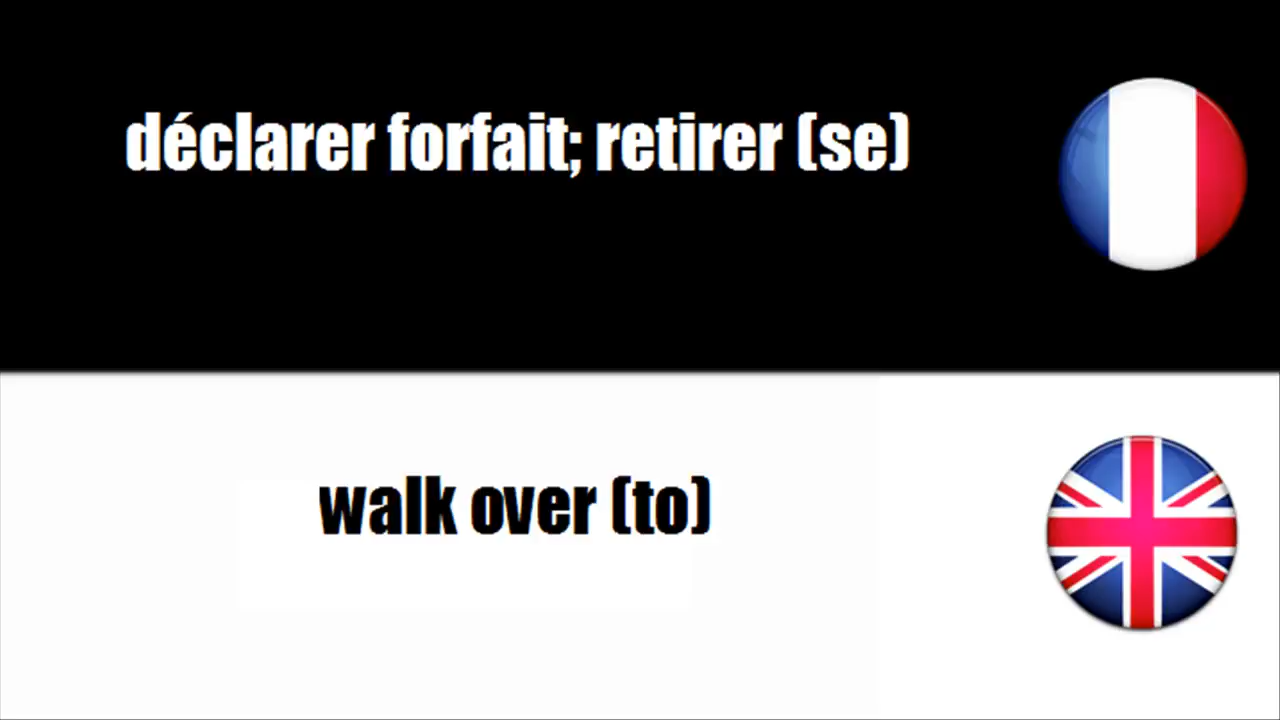 déclarer forfait; retirer (se)
walk over (to)